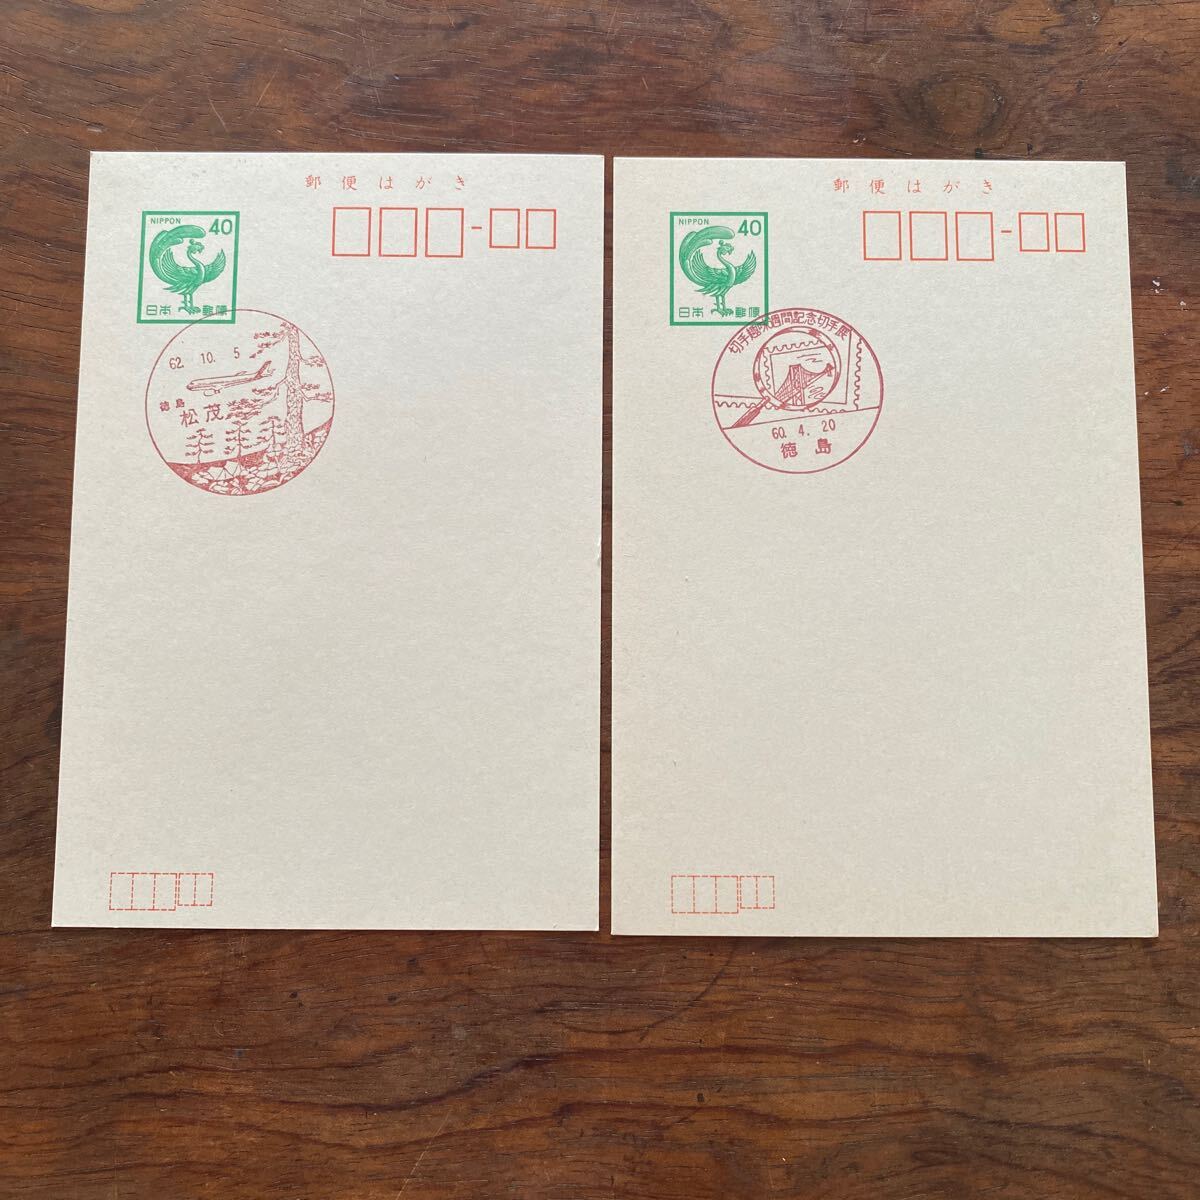 郵便はがき
NIPPON 40
日本郵便
62.10.5
徳島
松茂
郵便はがき
NIPPON 40
日本郵便
切手趣味週間記念切手展
60.4.20
徳島